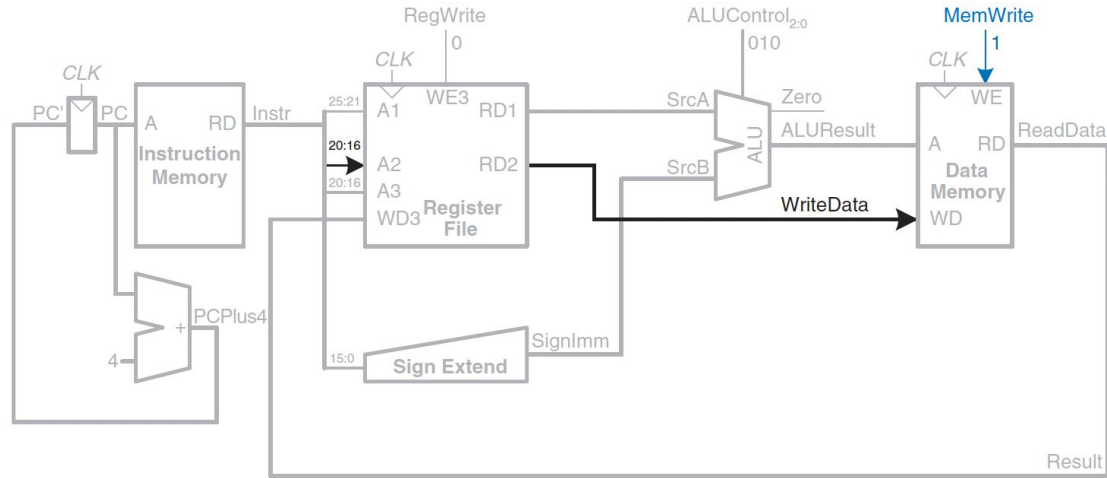 RegWrite
0
ALUControl2:0
010
MemWrite
1
CLK
PC'
PC
A
RD
Instruction
Memory
Instr
25:21
20:16
20:16
15:0
CLK
WE3
A1
RD1
A2
RD2
A3
WD3
Register
File
SrcA
SrcB
ALU
Zero
ALUResult
WriteData
CLK
WE
A
RD
Data
Memory
WD
ReadData
4
+
PCPlus4
Sign Extend
SignImm
Result